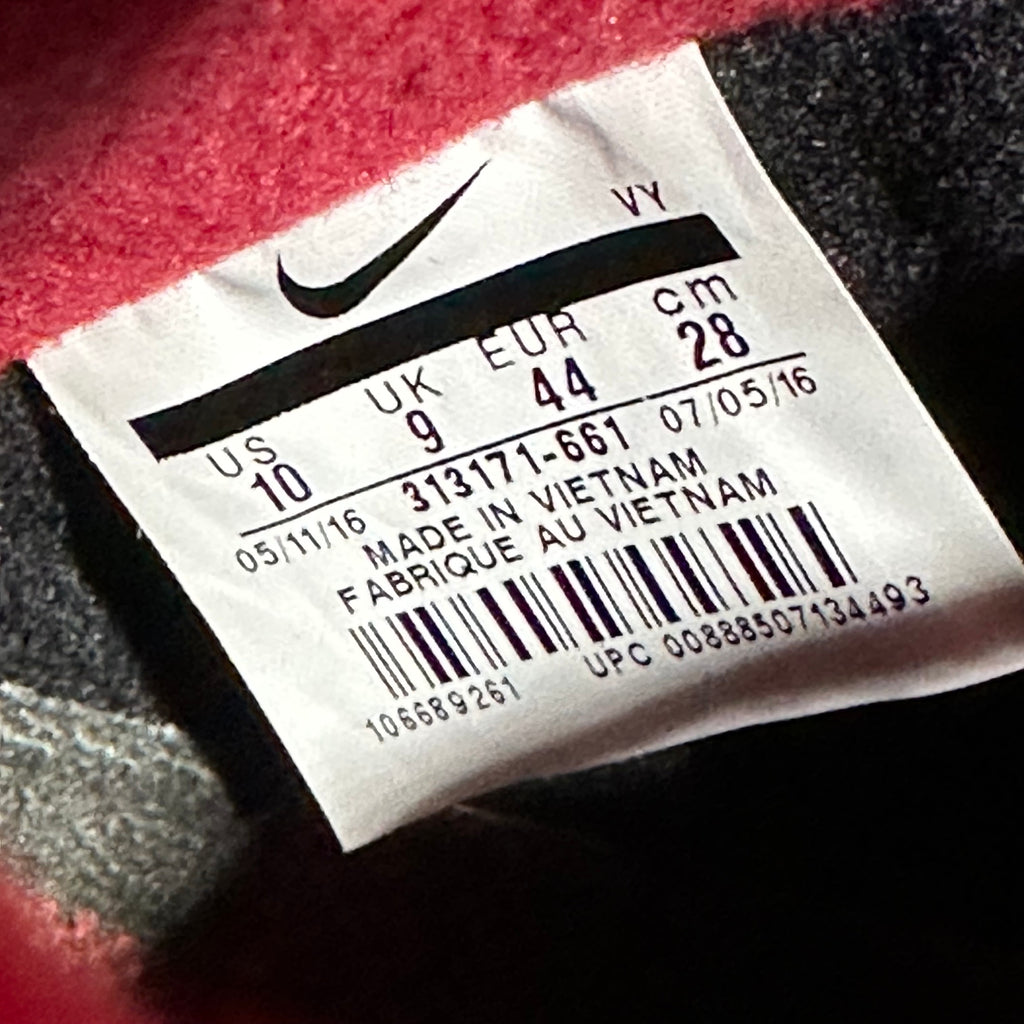 VY
US UK EUR cm
10 9 44 28
05/11/16 313171-661 07/05/16
MADE IN VIETNAM
FABRIQUE AU VIETNAM
106689261 UPC 00888507134493